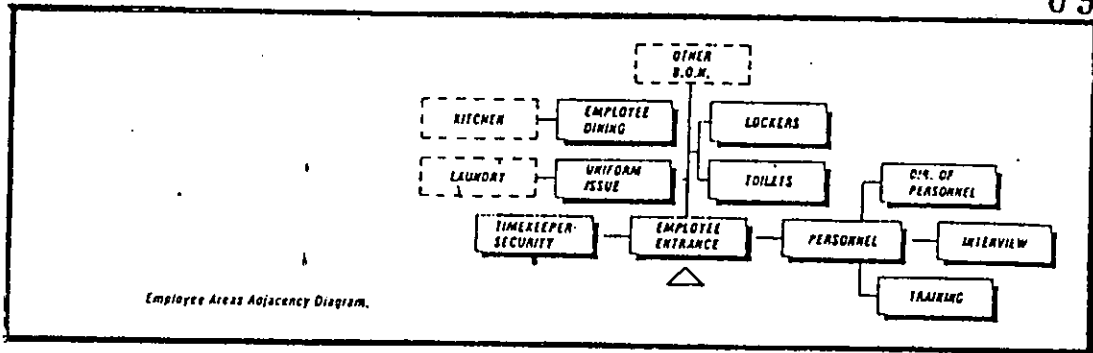 OTHER
B.O.H.
KITCHEN
EMPLOYEE
DINING
LOCKERS
LAUNDRY
UNIFORM
ISSUE
TOILETS
DIR. OF
PERSONNEL
TIMEKEEPER-
SECURITY
EMPLOYEE
ENTRANCE
PERSONNEL
INTERVIEW
TRAINING
Employee Areas Adjacency Diagram.